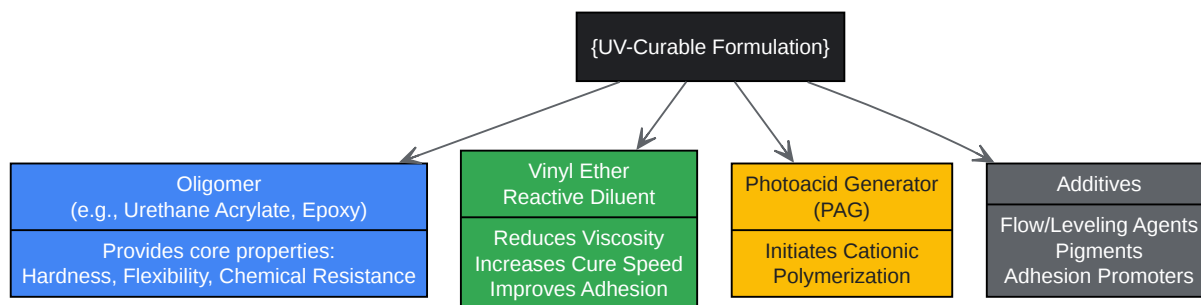 {UV-Curable Formulation}
Oligomer
(e.g., Urethane Acrylate, Epoxy)
Provides core properties:
Hardness, Flexibility, Chemical Resistance
Vinyl Ether
Reactive Diluent
Reduces Viscosity
Increases Cure Speed
Improves Adhesion
Photoacid Generator
(PAG)
Initiates Cationic
Polymerization
Additives
Flow/Leveling Agents
Pigments
Adhesion Promoters